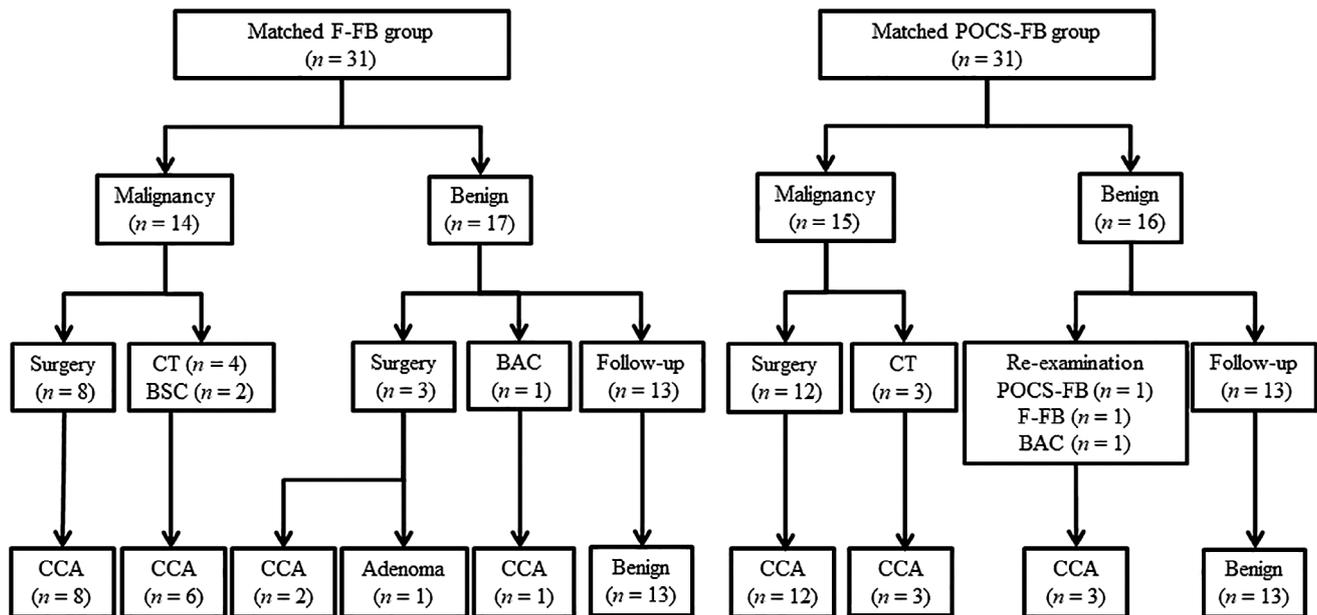 Matched F-FB group
(n = 31)
Matched POCS-FB group
(n = 31)
Malignancy
(n = 14)
Benign
(n = 17)
Malignancy
(n = 15)
Benign
(n = 16)
Surgery
(n = 8)
CT (n = 4)
BSC (n = 2)
Surgery
(n = 3)
BAC
(n = 1)
Follow-up
(n = 13)
Surgery
(n = 12)
CT
(n = 3)
Re-examination
POCS-FB (n = 1)
F-FB (n = 1)
BAC (n = 1)
Follow-up
(n = 13)
CCA
(n = 8)
CCA
(n = 6)
CCA
(n = 2)
Adenoma
(n = 1)
CCA
(n = 1)
Benign
(n = 13)
CCA
(n = 12)
CCA
(n = 3)
CCA
(n = 3)
Benign
(n = 13)